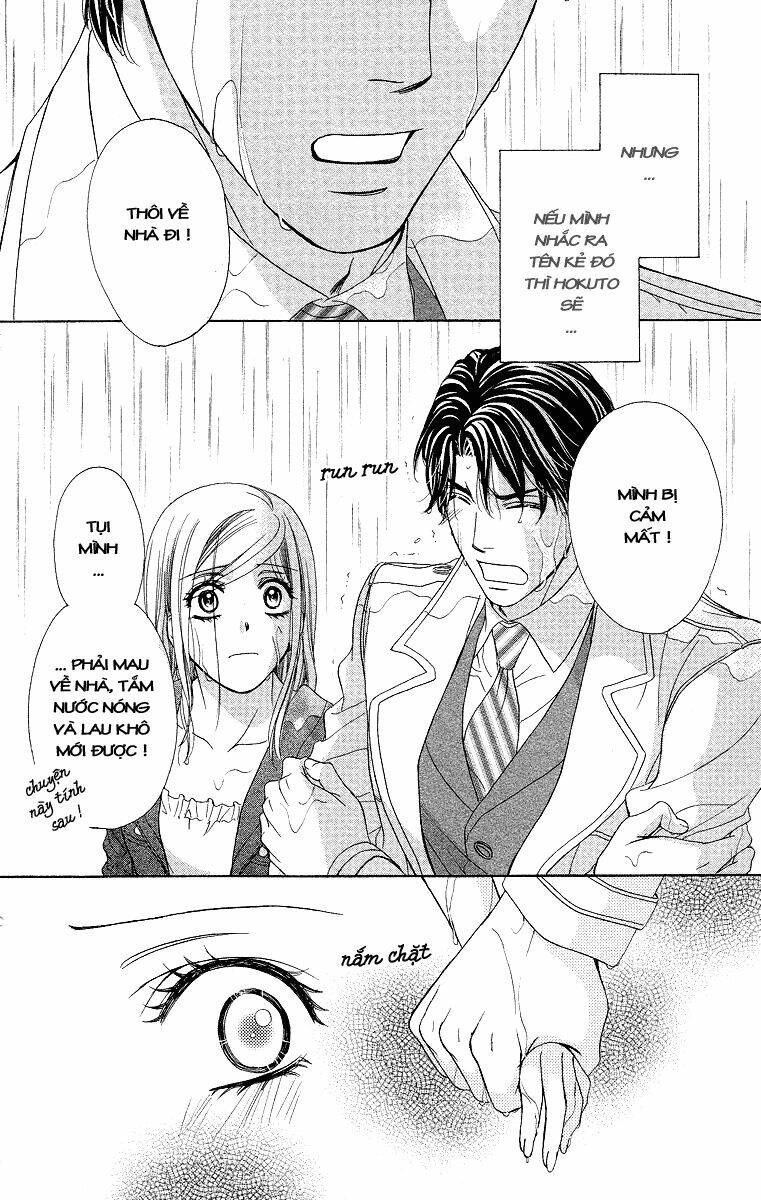 NHƯNG
...
NẾU MÌNH
NHẮC RA
TÊN KẺ ĐÓ
THÌ HOKUTO
SẼ
...
THÔI VỀ
NHÀ ĐI !
MÌNH BỊ
CẢM
MẤT !
run run
TỤI
MÌNH
...
... PHẢI MAU
VỀ NHÀ, TẮM
NƯỚC NÓNG
VÀ LAU KHÔ
MỚI ĐƯỢC !
chuyện
này tính
sau !
nắm chặt